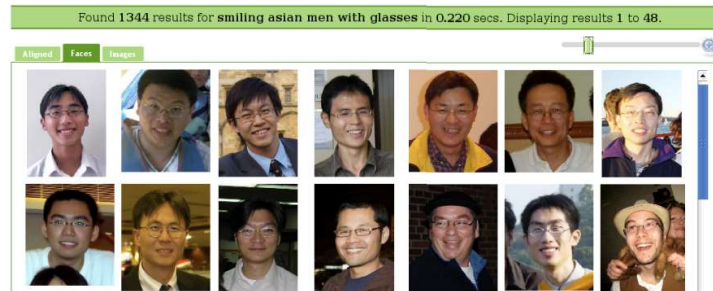 Found 1344 results for smiling asian men with glasses in 0.220 secs. Displaying results 1 to 48.
Aligned Faces Images